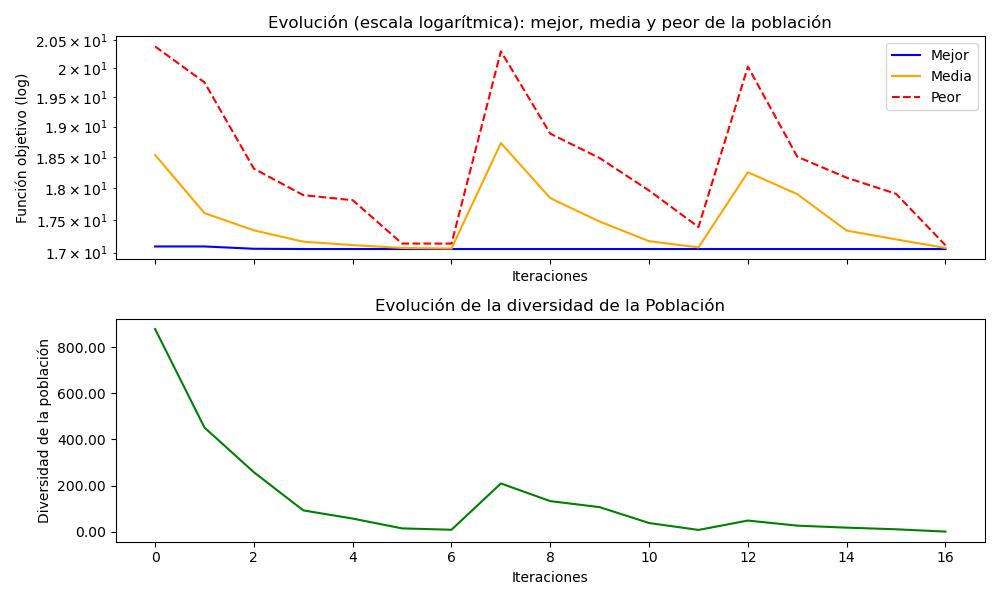 Evolución (escala logarítmica): mejor, media y peor de la población
Función objetivo (log)
2.05 × 10¹
2 × 10¹
1.95 × 10¹
1.9 × 10¹
1.85 × 10¹
1.8 × 10¹
1.75 × 10¹
1.7 × 10¹
Mejor
Media
Peor
Iteraciones
Evolución de la diversidad de la Población
Diversidad de la población
800.00
600.00
400.00
200.00
0.00
0 2 4 6 8 10 12 14 16
Iteraciones